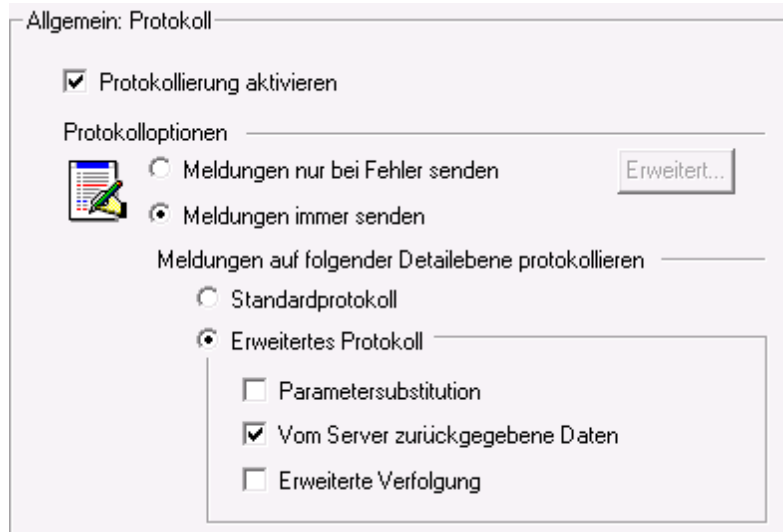 Allgemein: Protokoll
Protokollierung aktivieren
Protokolloptionen
Meldungen nur bei Fehler senden
Erweitert...
Meldungen immer senden
Meldungen auf folgender Detailebene protokollieren
Standardprotokoll
Erweitertes Protokoll
Parametersubstitution
Vom Server zurückgegebene Daten
Erweiterte Verfolgung